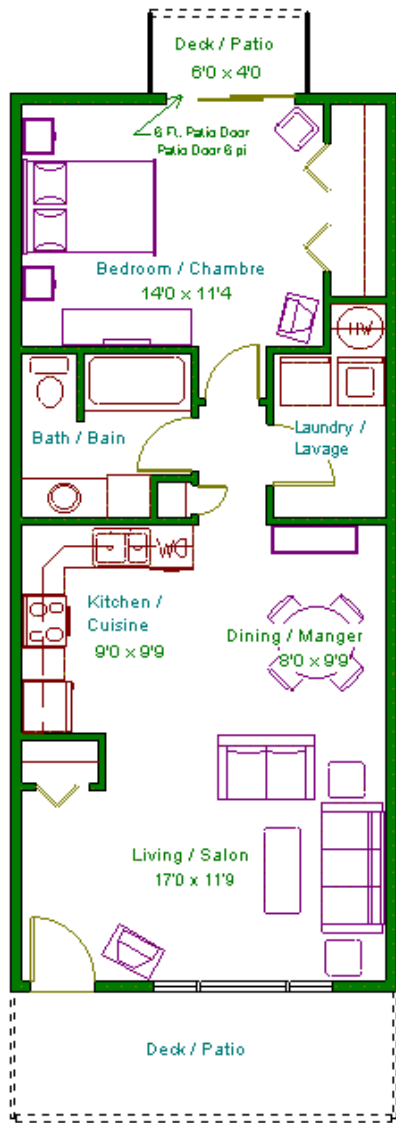 Deck / Patio
6'0 x 4'0
6 Ft. Patio Door
Patio Door 6 pi
Bedroom / Chambre
14'0 x 11'4
HW
Bath / Bain
Laundry /
Lavage
DW
Kitchen /
Cuisine
9'0 x 9'9
Dining / Manger
8'0 x 9'9
Living / Salon
17'0 x 11'9
Deck / Patio